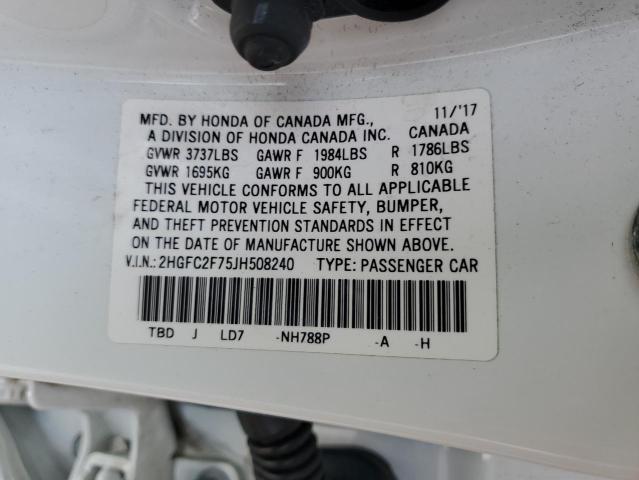 MFD. BY HONDA OF CANADA MFG., 11/'17
A DIVISION OF HONDA CANADA INC. CANADA
GVWR 3737LBS GAWR F 1984LBS R 1786LBS
GVWR 1695KG GAWR F 900KG R 810KG
THIS VEHICLE CONFORMS TO ALL APPLICABLE
FEDERAL MOTOR VEHICLE SAFETY, BUMPER,
AND THEFT PREVENTION STANDARDS IN EFFECT
ON THE DATE OF MANUFACTURE SHOWN ABOVE.
V.I.N.: 2HGFC2F75JH508240 TYPE: PASSENGER CAR
TBD J LD7 -NH788P -A -H